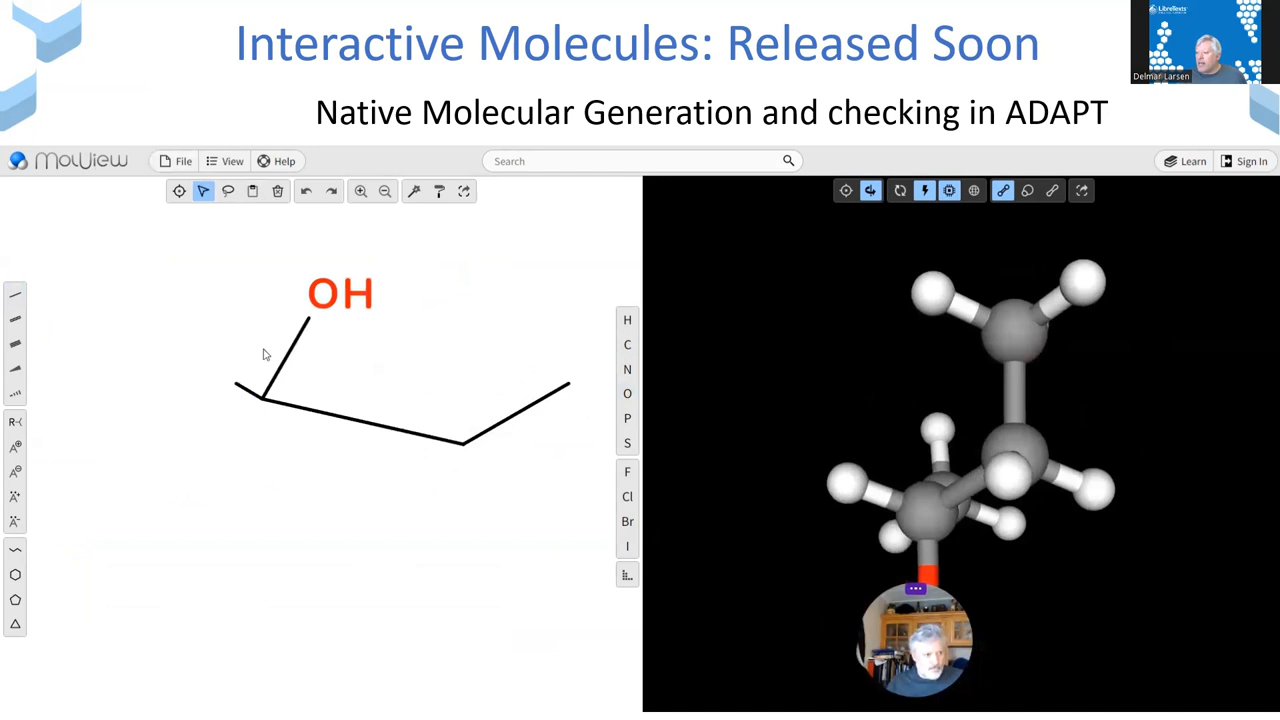 Interactive Molecules: Released Soon
LibreTexts
Delmar Larsen
Native Molecular Generation and checking in ADAPT
MolView File View Help Search Learn Sign In
OH
H
C
N
O
P
S
F
Cl
Br
I
R-<
A+
A-
A
A